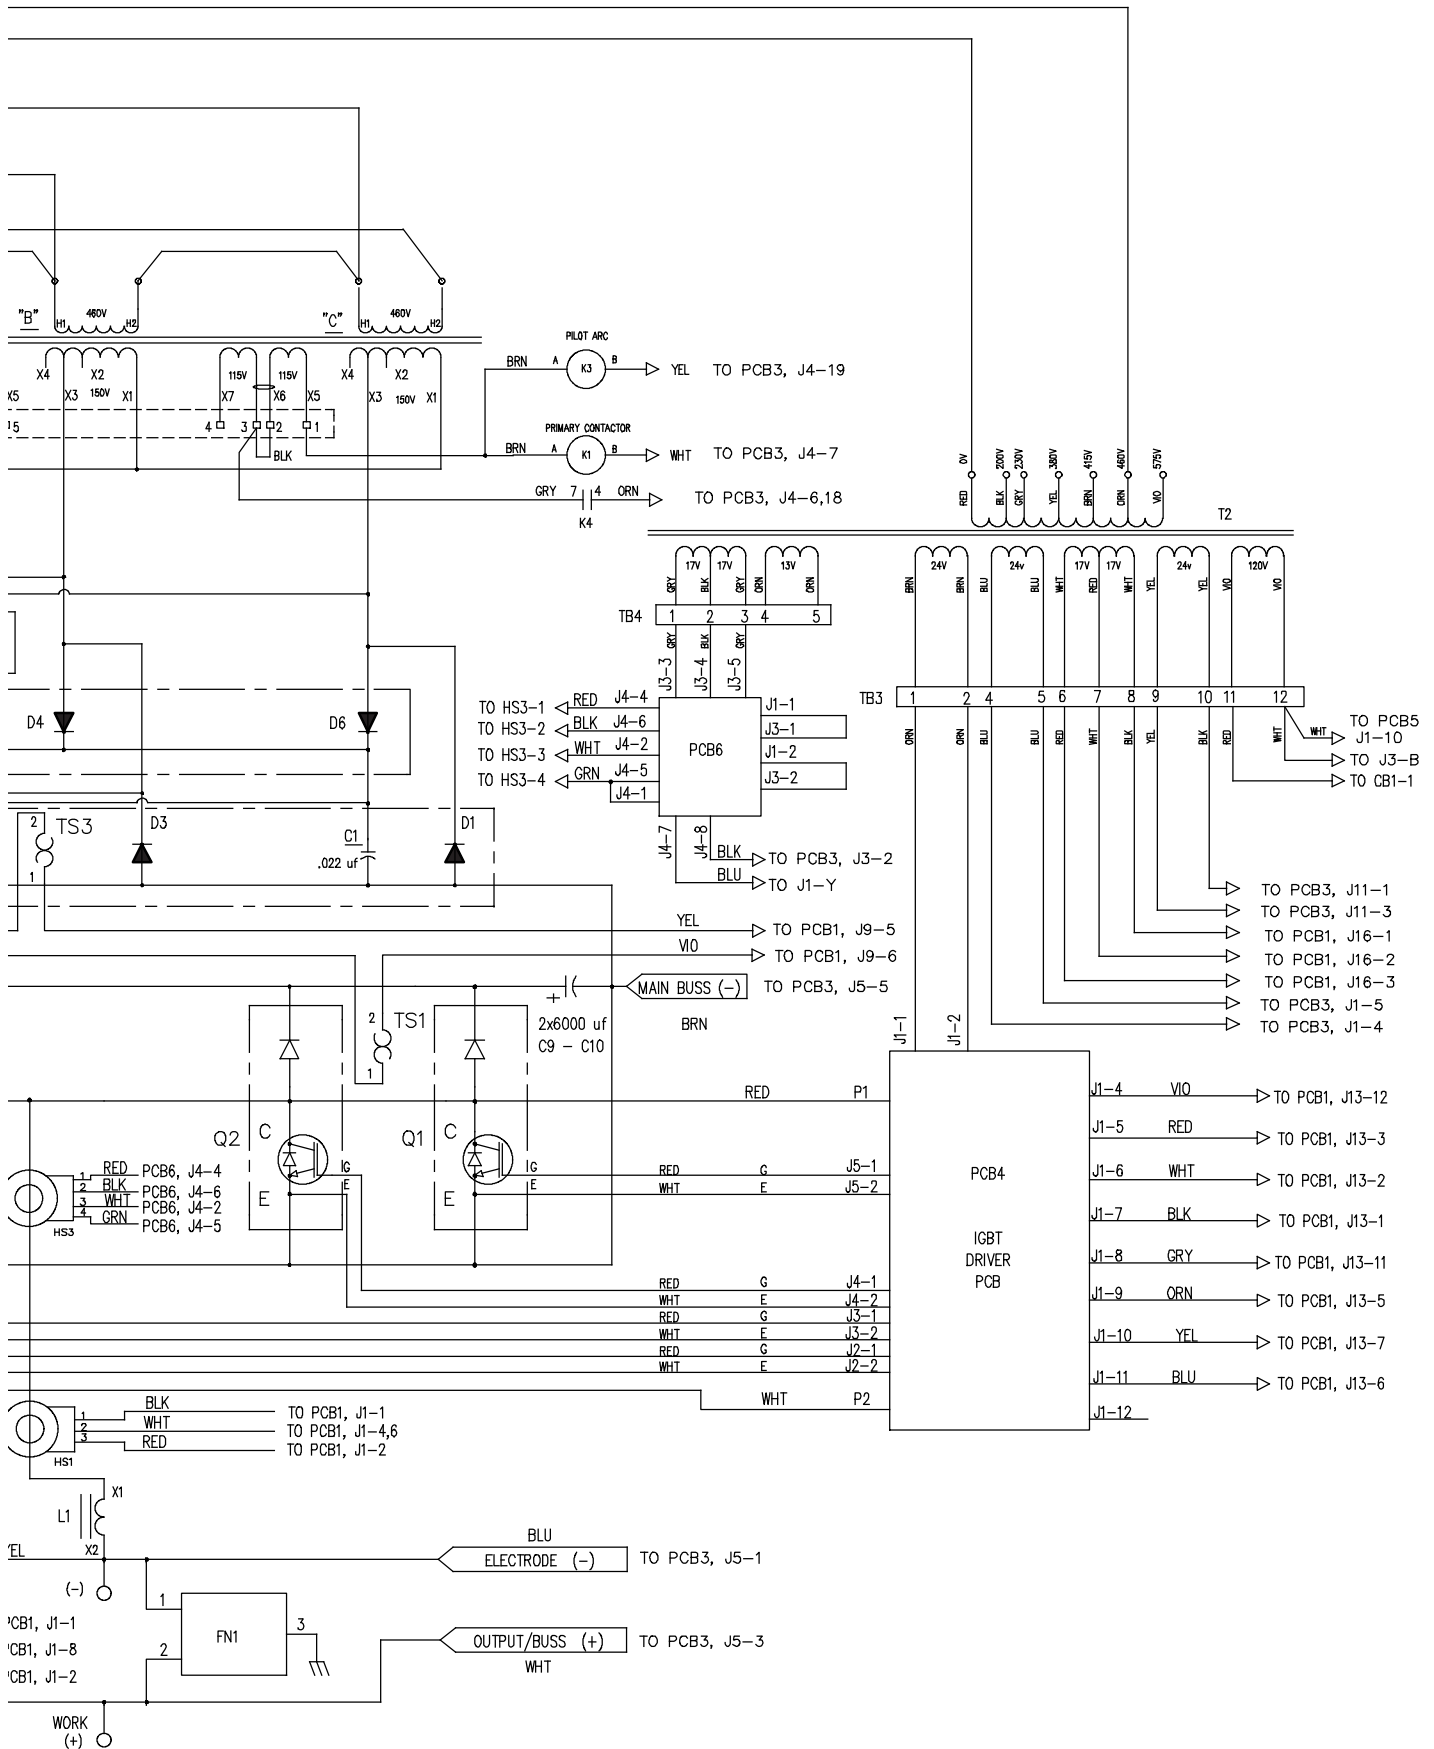 "B"
460V
H1
H2
"C"
460V
H1
H2
X4
X2
X3
150V
X1
X5
115V
115V
X7
X6
X5
X4
X2
X3
150V
X1
5
4
3
2
1
BLK
PILOT ARC
BRN A K3 B YEL TO PCB3, J4-19
PRIMARY CONTACTOR
BRN A K1 B WHT TO PCB3, J4-7
GRY 7 4 ORN TO PCB3, J4-6,18
K4
0V 200V 230V 380V 415V 460V 575V
RED BLK GRY YEL BRN ORN VIO
T2
17V 17V 13V
GRY BLK GRY ORN ORN
TB4 1 2 3 4 5
GRY BLK GRY
J3-3 J3-4 J3-5
24V 24v 17V 17V 24v 120V
BRN BRN BLU BLU WHT RED WHT YEL YEL VIO VIO
TB3 1 2 4 5 6 7 8 9 10 11 12
ORN ORN BLU BLU RED WHT BLK YEL BLK RED WHT
WHT TO PCB5
J1-10
TO J3-B
TO CB1-1
TO HS3-1 RED J4-4
TO HS3-2 BLK J4-6
TO HS3-3 WHT J4-2
TO HS3-4 GRN J4-5
J4-1
PCB6
J1-1
J3-1
J1-2
J3-2
J4-7 J4-8
BLK TO PCB3, J3-2
BLU TO J1-Y
D4
D6
2 TS3
1
D3
C1
.022 uf
D1
YEL TO PCB1, J9-5
VIO TO PCB1, J9-6
TO PCB3, J11-1
TO PCB3, J11-3
TO PCB1, J16-1
TO PCB1, J16-2
TO PCB1, J16-3
TO PCB3, J1-5
TO PCB3, J1-4
MAIN BUSS (-) TO PCB3, J5-5
BRN
+
2x6000 uf
C9 - C10
2 TS1
1
J1-1 J1-2
RED P1
Q2 C
E
G
E
Q1 C
E
G
E
RED G J5-1
WHT E J5-2
PCB4
IGBT
DRIVER
PCB
J1-4 VIO TO PCB1, J13-12
J1-5 RED TO PCB1, J13-3
J1-6 WHT TO PCB1, J13-2
J1-7 BLK TO PCB1, J13-1
J1-8 GRY TO PCB1, J13-11
J1-9 ORN TO PCB1, J13-5
J1-10 YEL TO PCB1, J13-7
J1-11 BLU TO PCB1, J13-6
J1-12
1 RED PCB6, J4-4
2 BLK PCB6, J4-6
3 WHT PCB6, J4-2
4 GRN PCB6, J4-5
HS3
RED G J4-1
WHT E J4-2
RED G J3-1
WHT E J3-2
RED G J2-1
WHT E J2-2
WHT P2
1 BLK TO PCB1, J1-1
2 WHT TO PCB1, J1-4,6
3 RED TO PCB1, J1-2
HS1
L1
X1
X2
YEL
(-)
BLU
ELECTRODE (-) TO PCB3, J5-1
1
2
FN1
3
OUTPUT/BUSS (+) TO PCB3, J5-3
WHT
PCB1, J1-1
PCB1, J1-8
PCB1, J1-2
WORK
(+)